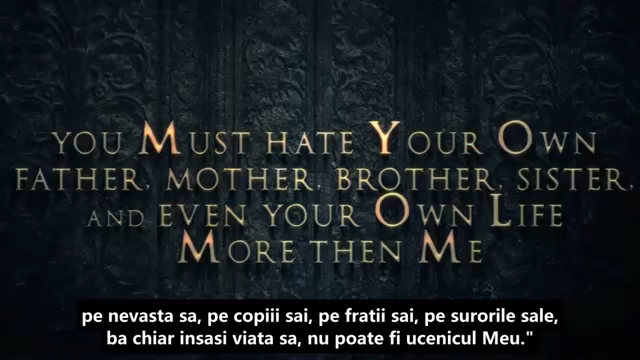 YOU MUST HATE YOUR OWN
FATHER, MOTHER, BROTHER, SISTER,
AND EVEN YOUR OWN LIFE
MORE THEN ME
pe nevasta sa, pe copiii sai, pe fratii sai, pe surorile sale,
ba chiar insasi viata sa, nu poate fi ucenicul Meu."